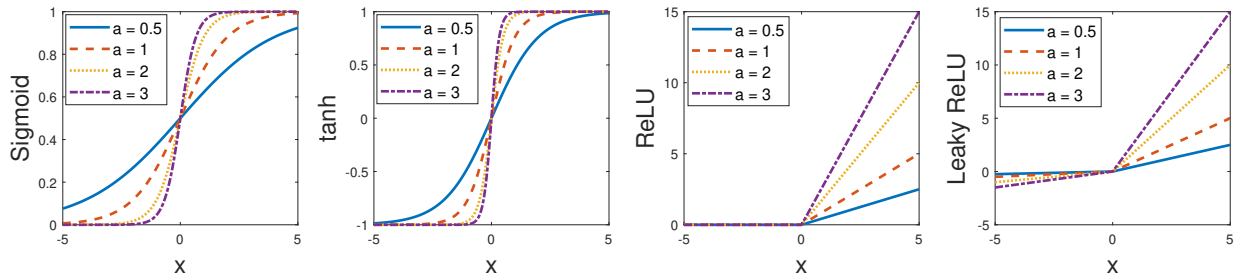 Sigmoid
1
0.8
0.6
0.4
0.2
0
-5
0
5
x
a = 0.5
a = 1
a = 2
a = 3
tanh
1
0.5
0
-0.5
-1
-5
0
5
x
a = 0.5
a = 1
a = 2
a = 3
ReLU
15
10
5
0
-5
0
5
x
a = 0.5
a = 1
a = 2
a = 3
Leaky ReLU
15
10
5
0
-5
-5
0
5
x
a = 0.5
a = 1
a = 2
a = 3